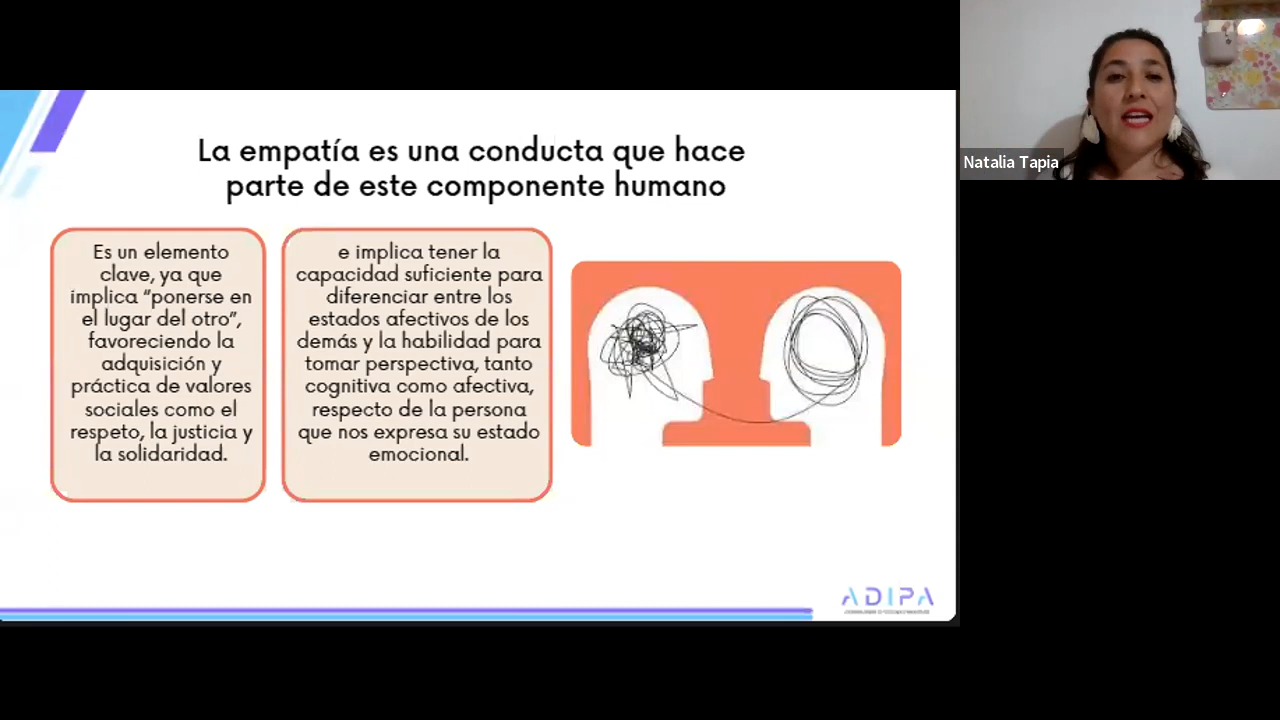 La empatía es una conducta que hace
parte de este componente humano
Es un elemento
clave, ya que
implica “ponerse en
el lugar del otro”,
favoreciendo la
adquisición y
práctica de valores
sociales como el
respeto, la justicia y
la solidaridad.
e implica tener la
capacidad suficiente para
diferenciar entre los
estados afectivos de los
demás y la habilidad para
tomar perspectiva, tanto
cognitiva como afectiva,
respecto de la persona
que nos expresa su estado
emocional.
ADIPA
Natalia Tapia